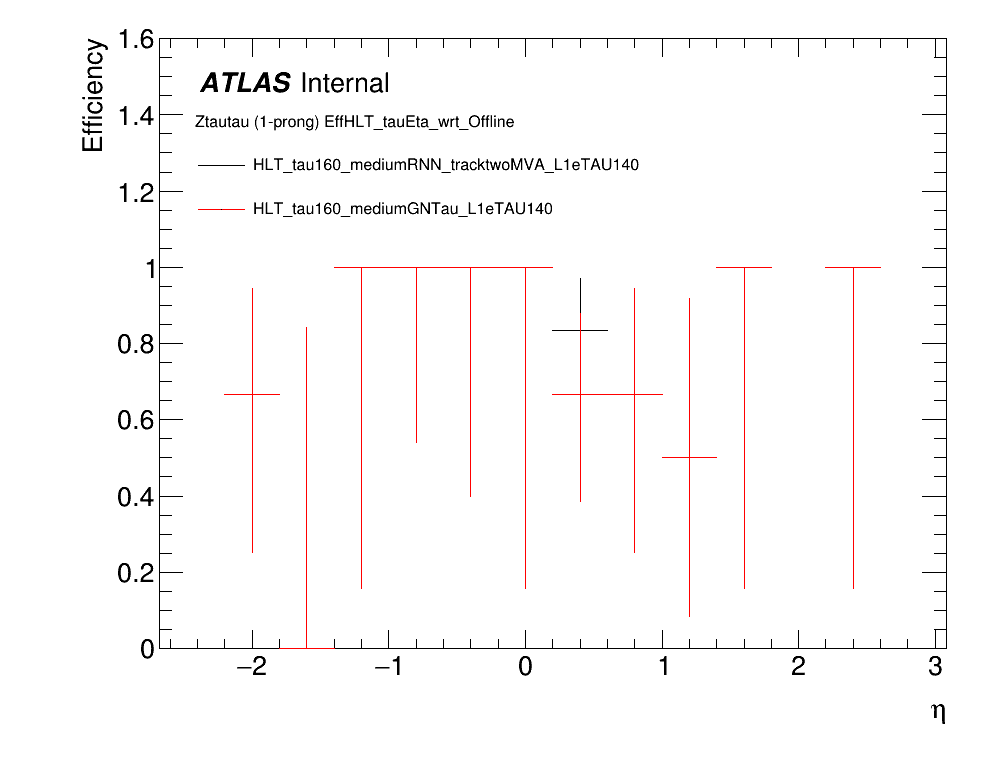 Efficiency
1.6
1.4
1.2
1
0.8
0.6
0.4
0.2
0
ATLAS Internal
Ztautau (1-prong) EffHLT_tauEta_wrt_Offline
HLT_tau160_mediumRNN_tracktwoMVA_L1eTAU140
HLT_tau160_mediumGNTau_L1eTAU140
−2 −1 0 1 2 3
η